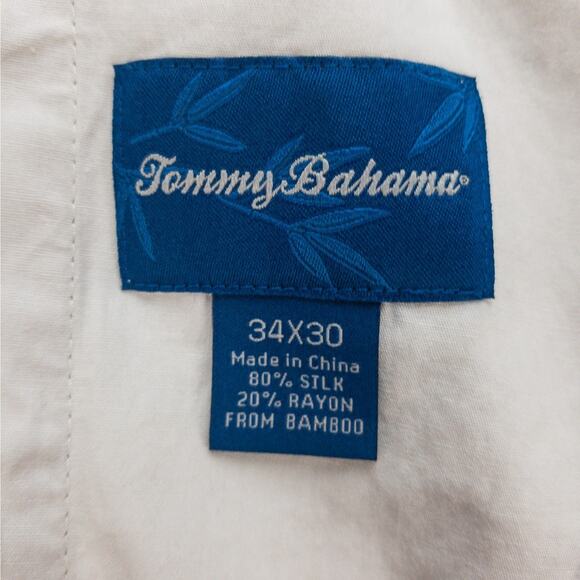 Tommy Bahama®
34X30
Made in China
80% SILK
20% RAYON
FROM BAMBOO